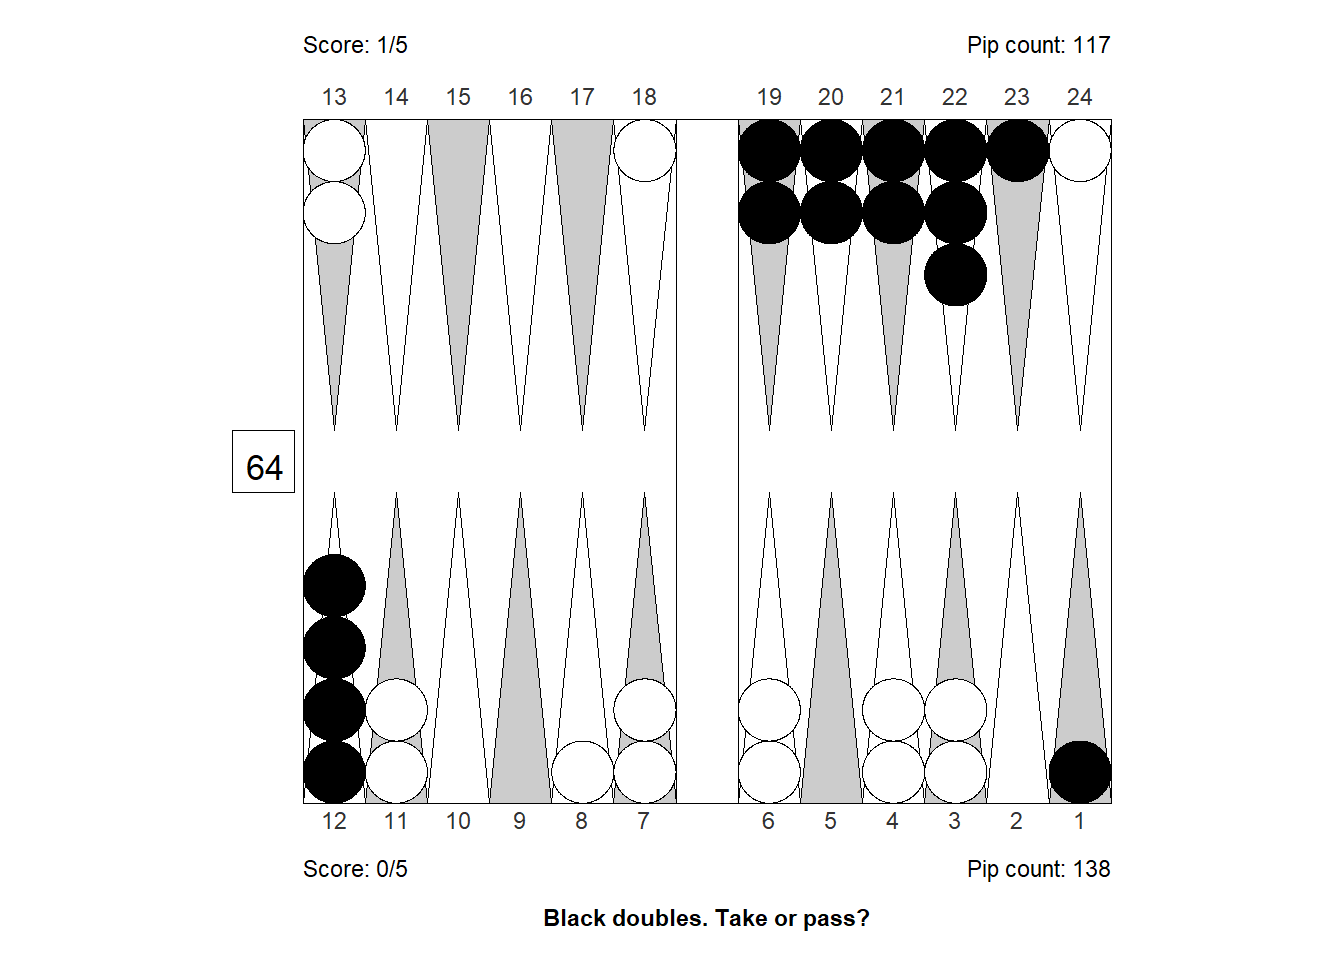 Score: 1/5 Pip count: 117
13 14 15 16 17 18 19 20 21 22 23 24
64
12 11 10 9 8 7 6 5 4 3 2 1
Score: 0/5 Pip count: 138
Black doubles. Take or pass?